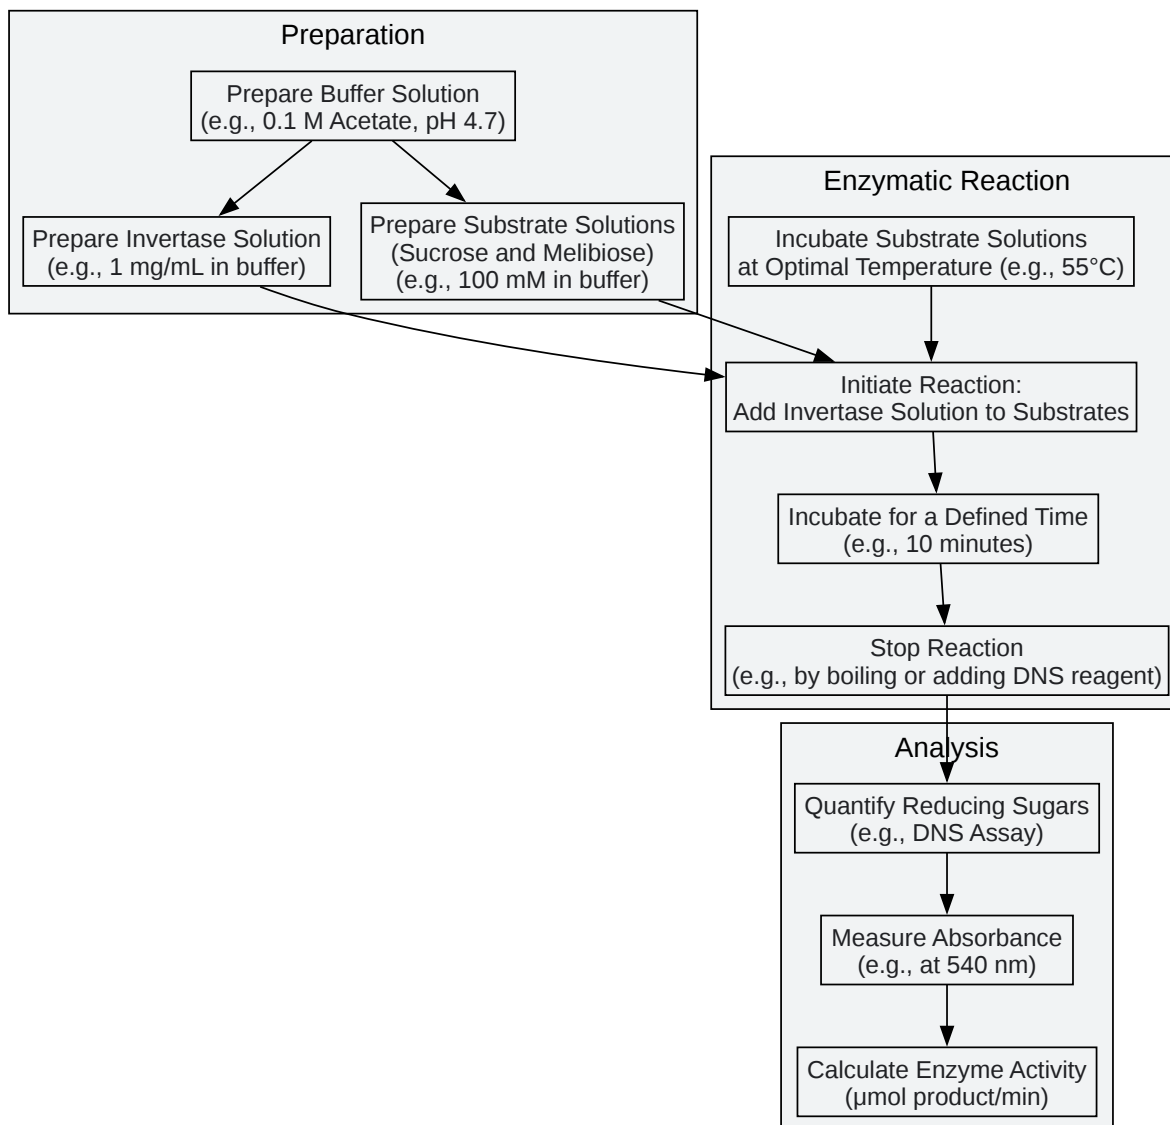 Preparation
Prepare Buffer Solution
(e.g., 0.1 M Acetate, pH 4.7)
Prepare Invertase Solution
(e.g., 1 mg/mL in buffer)
Prepare Substrate Solutions
(Sucrose and Melibiose)
(e.g., 100 mM in buffer)
Enzymatic Reaction
Incubate Substrate Solutions
at Optimal Temperature (e.g., 55°C)
Initiate Reaction:
Add Invertase Solution to Substrates
Incubate for a Defined Time
(e.g., 10 minutes)
Stop Reaction
(e.g., by boiling or adding DNS reagent)
Analysis
Quantify Reducing Sugars
(e.g., DNS Assay)
Measure Absorbance
(e.g., at 540 nm)
Calculate Enzyme Activity
(µmol product/min)